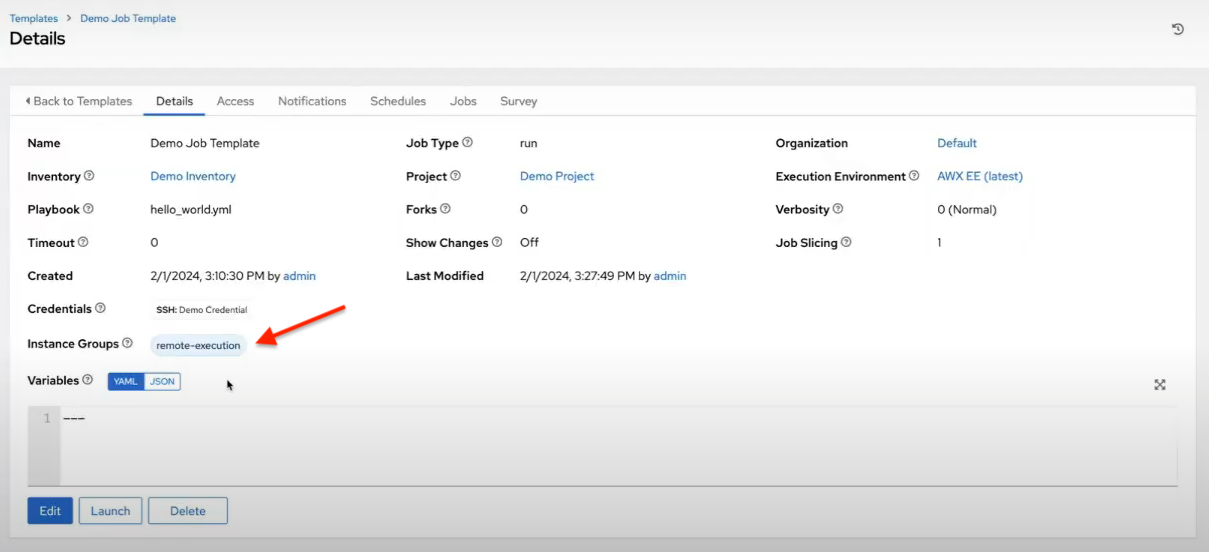 Templates > Demo Job Template
Details
Back to Templates Details Access Notifications Schedules Jobs Survey
Name Demo Job Template Job Type run Organization Default
Inventory Demo Inventory Project Demo Project Execution Environment AWX EE (latest)
Playbook hello_world.yml Forks 0 Verbosity 0 (Normal)
Timeout 0 Show Changes Off Job Slicing 1
Created 2/1/2024, 3:10:30 PM by admin Last Modified 2/1/2024, 3:27:49 PM by admin
Credentials SSH: Demo Credential
Instance Groups remote-execution
Variables YAML JSON
1 ---
Edit Launch Delete